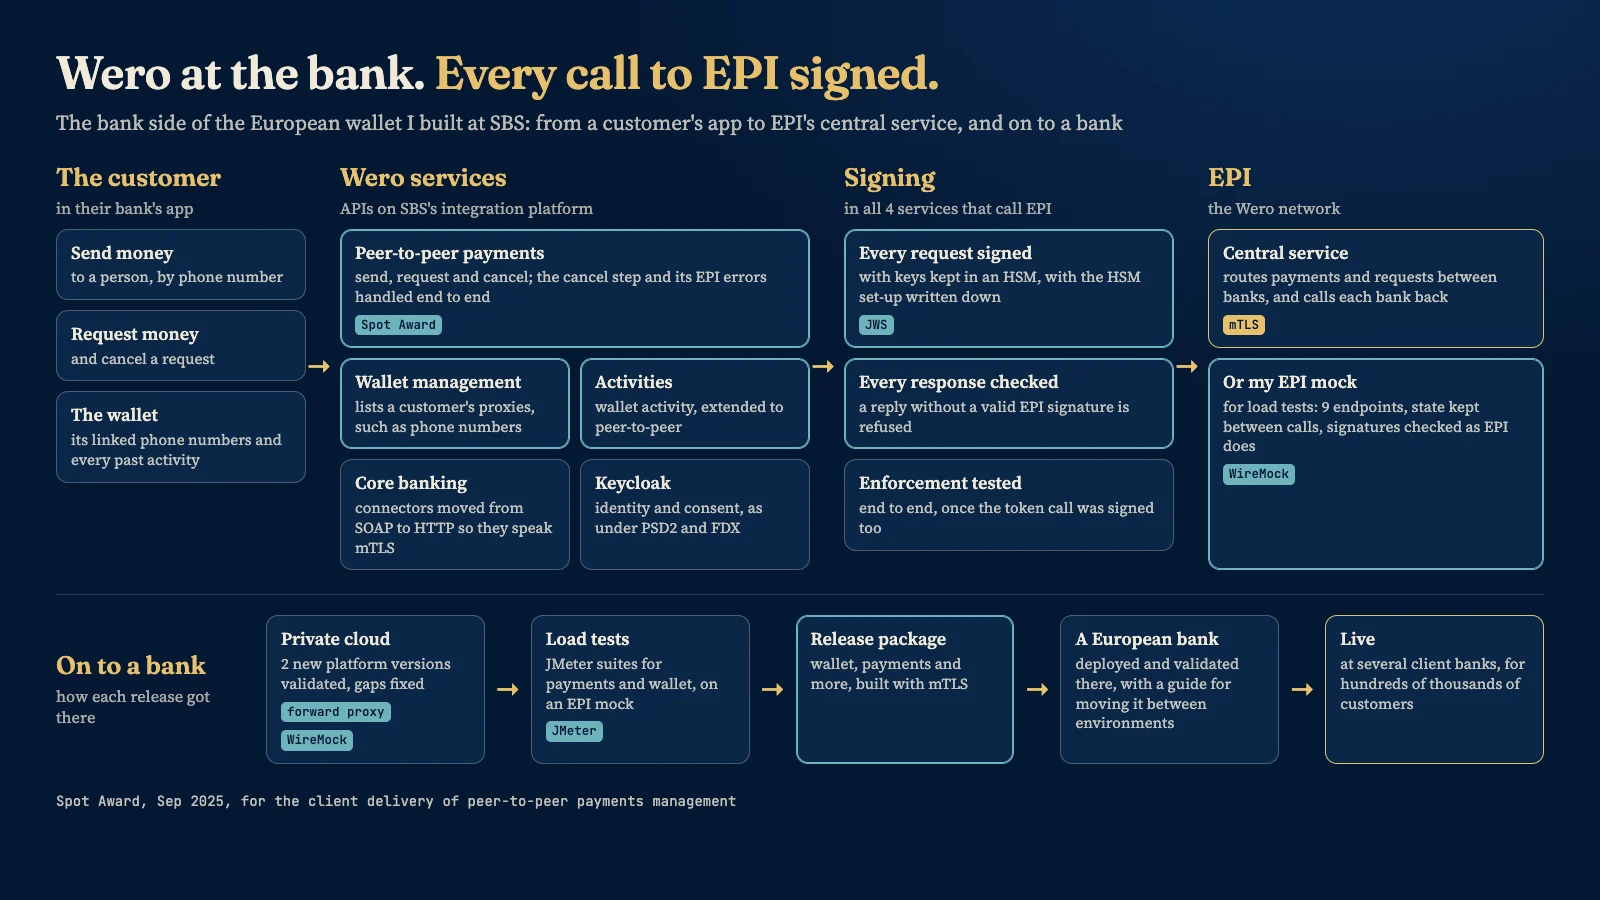 Wero at the bank. Every call to EPI signed.
The bank side of the European wallet I built at SBS: from a customer's app to EPI's central service, and on to a bank
The customer
in their bank's app
Send money
to a person, by phone number
Request money
and cancel a request
The wallet
its linked phone numbers and
every past activity
→
Wero services
APIs on SBS's integration platform
Peer-to-peer payments
send, request and cancel; the cancel step and its EPI errors
handled end to end
Spot Award
Wallet management
lists a customer's proxies,
such as phone numbers
Activities
wallet activity, extended to
peer-to-peer
Core banking
connectors moved from
SOAP to HTTP so they speak
mTLS
Keycloak
identity and consent, as
under PSD2 and FDX
→
Signing
in all 4 services that call EPI
Every request signed
with keys kept in an HSM, with the HSM
set-up written down
JWS
Every response checked
a reply without a valid EPI signature is
refused
Enforcement tested
end to end, once the token call was signed
too
→
EPI
the Wero network
Central service
routes payments and requests between
banks, and calls each bank back
mTLS
Or my EPI mock
for load tests: 9 endpoints, state kept
between calls, signatures checked as EPI
does
WireMock
On to a bank
how each release got
there
Private cloud
2 new platform versions
validated, gaps fixed
forward proxy
WireMock
→
Load tests
JMeter suites for
payments and wallet, on
an EPI mock
JMeter
→
Release package
wallet, payments and
more, built with mTLS
→
A European bank
deployed and validated
there, with a guide for
moving it between
environments
→
Live
at several client banks, for
hundreds of thousands of
customers
Spot Award, Sep 2025, for the client delivery of peer-to-peer payments management